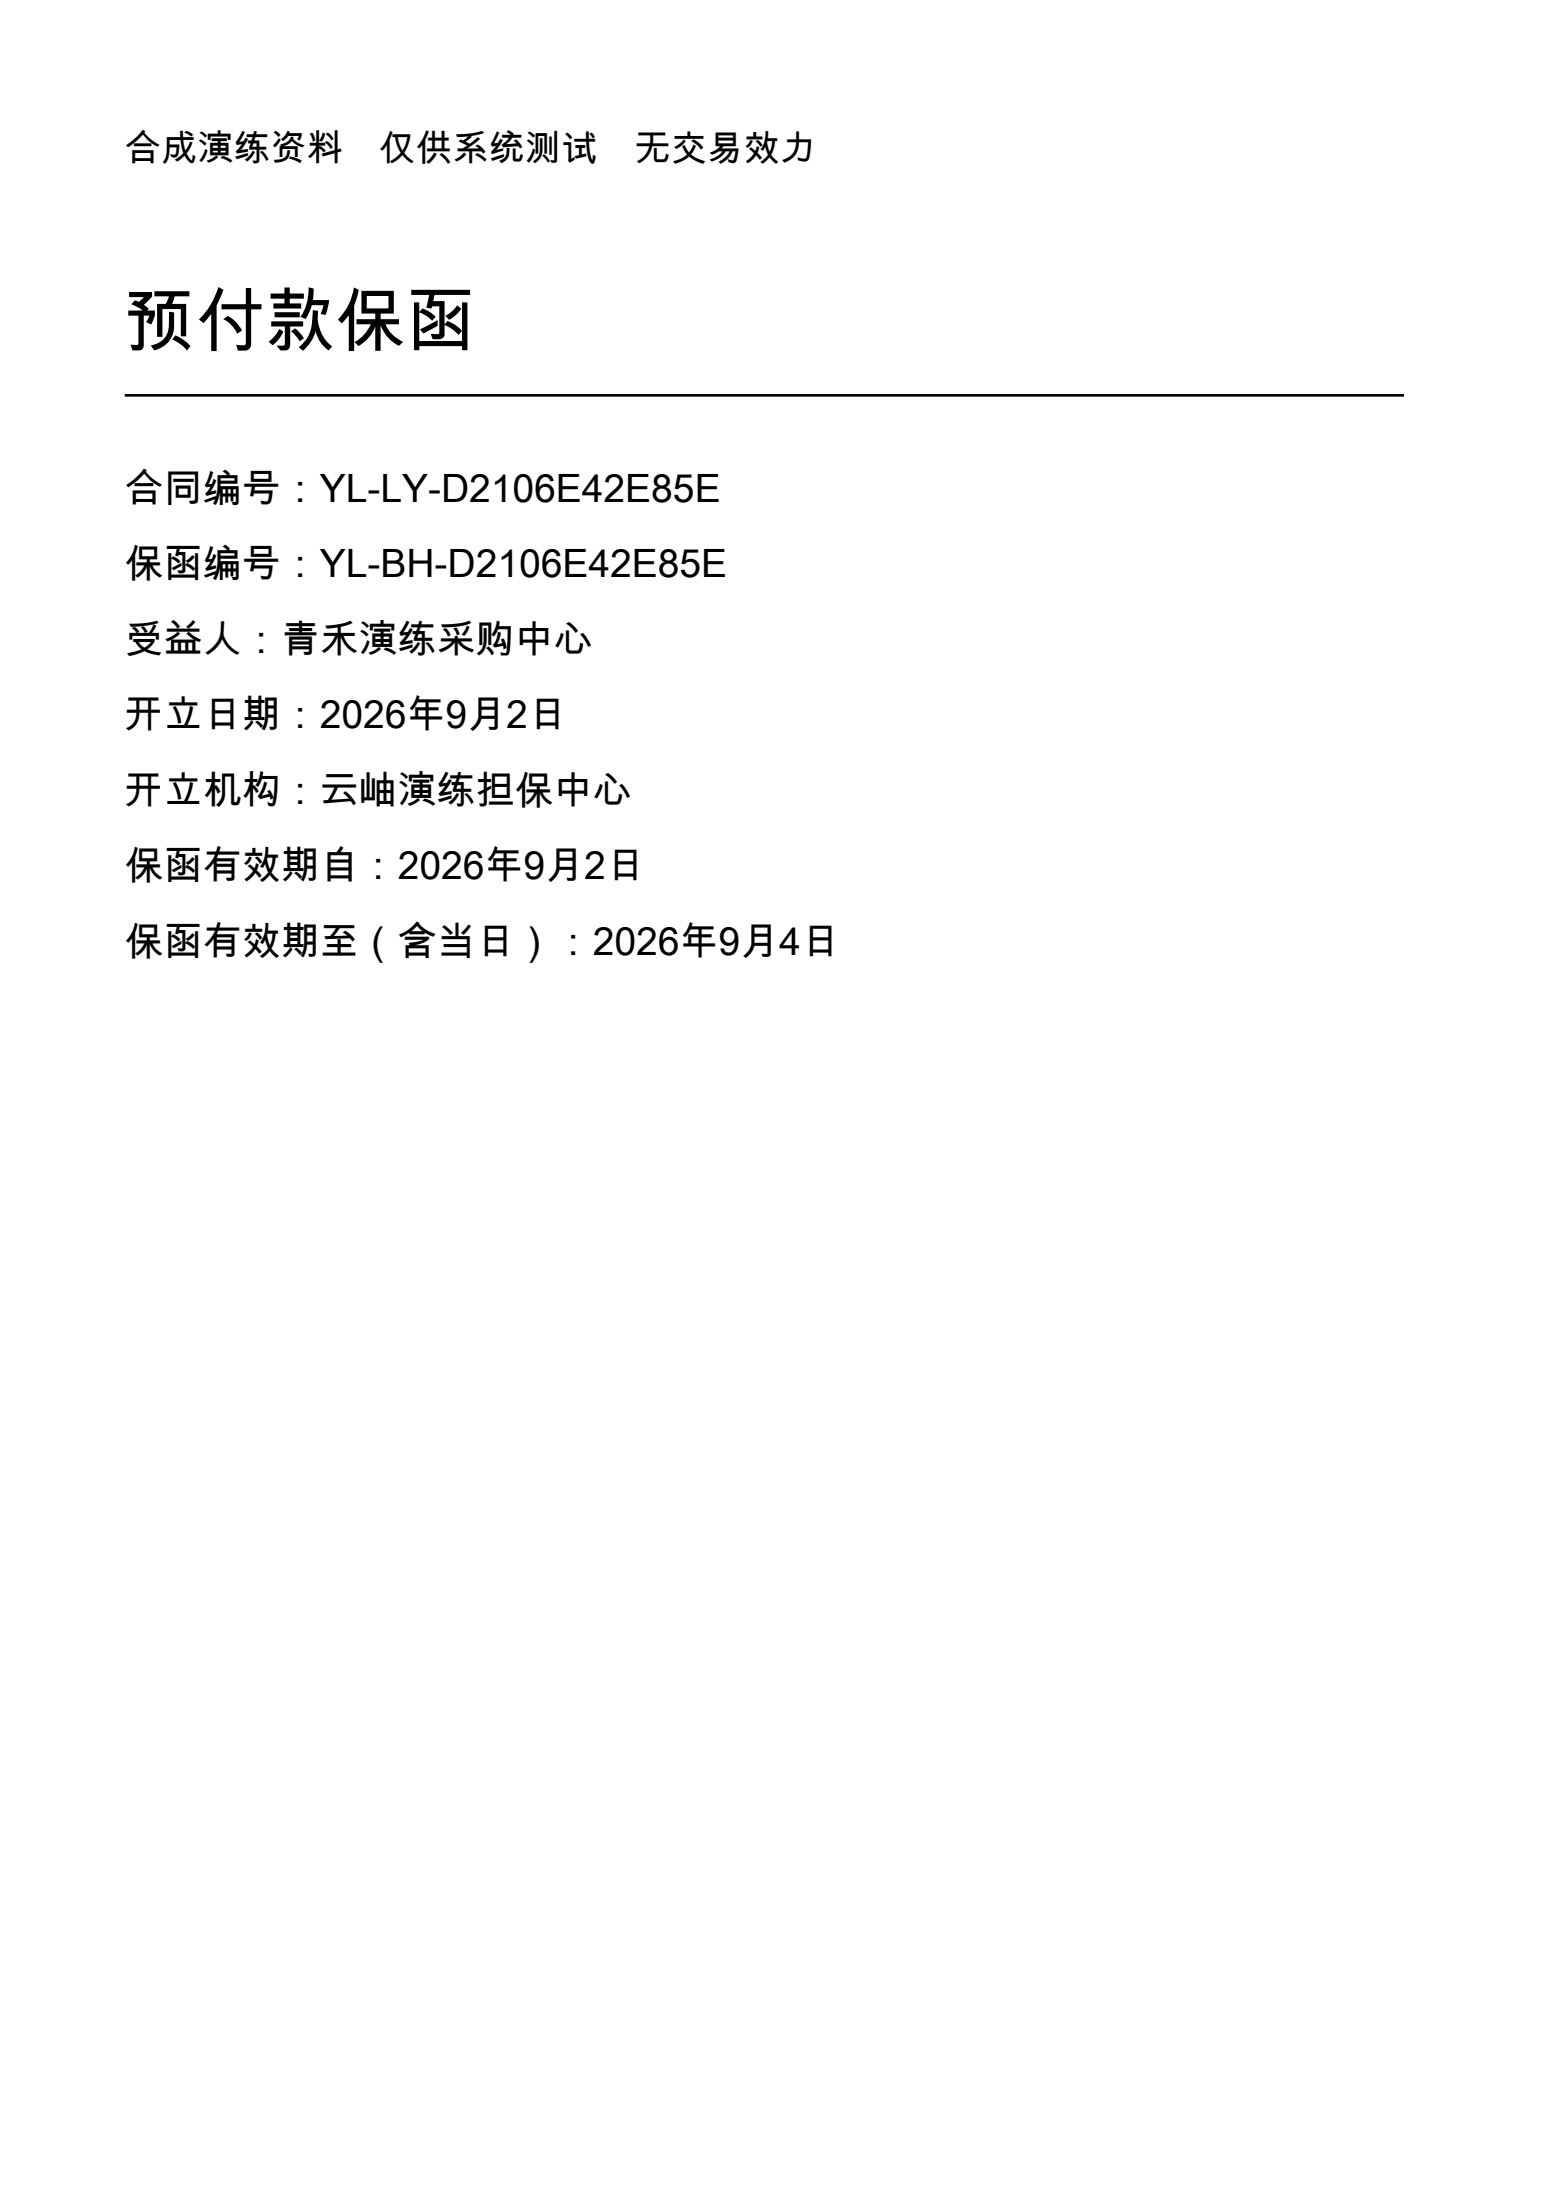 合成演练资料　仅供系统测试　无交易效力
预付款保函
合同编号：YL-LY-D2106E42E85E
保函编号：YL-BH-D2106E42E85E
受益人：青禾演练采购中心
开立日期：2026年9月2日
开立机构：云岫演练担保中心
保函有效期自：2026年9月2日
保函有效期至（含当日）：2026年9月4日